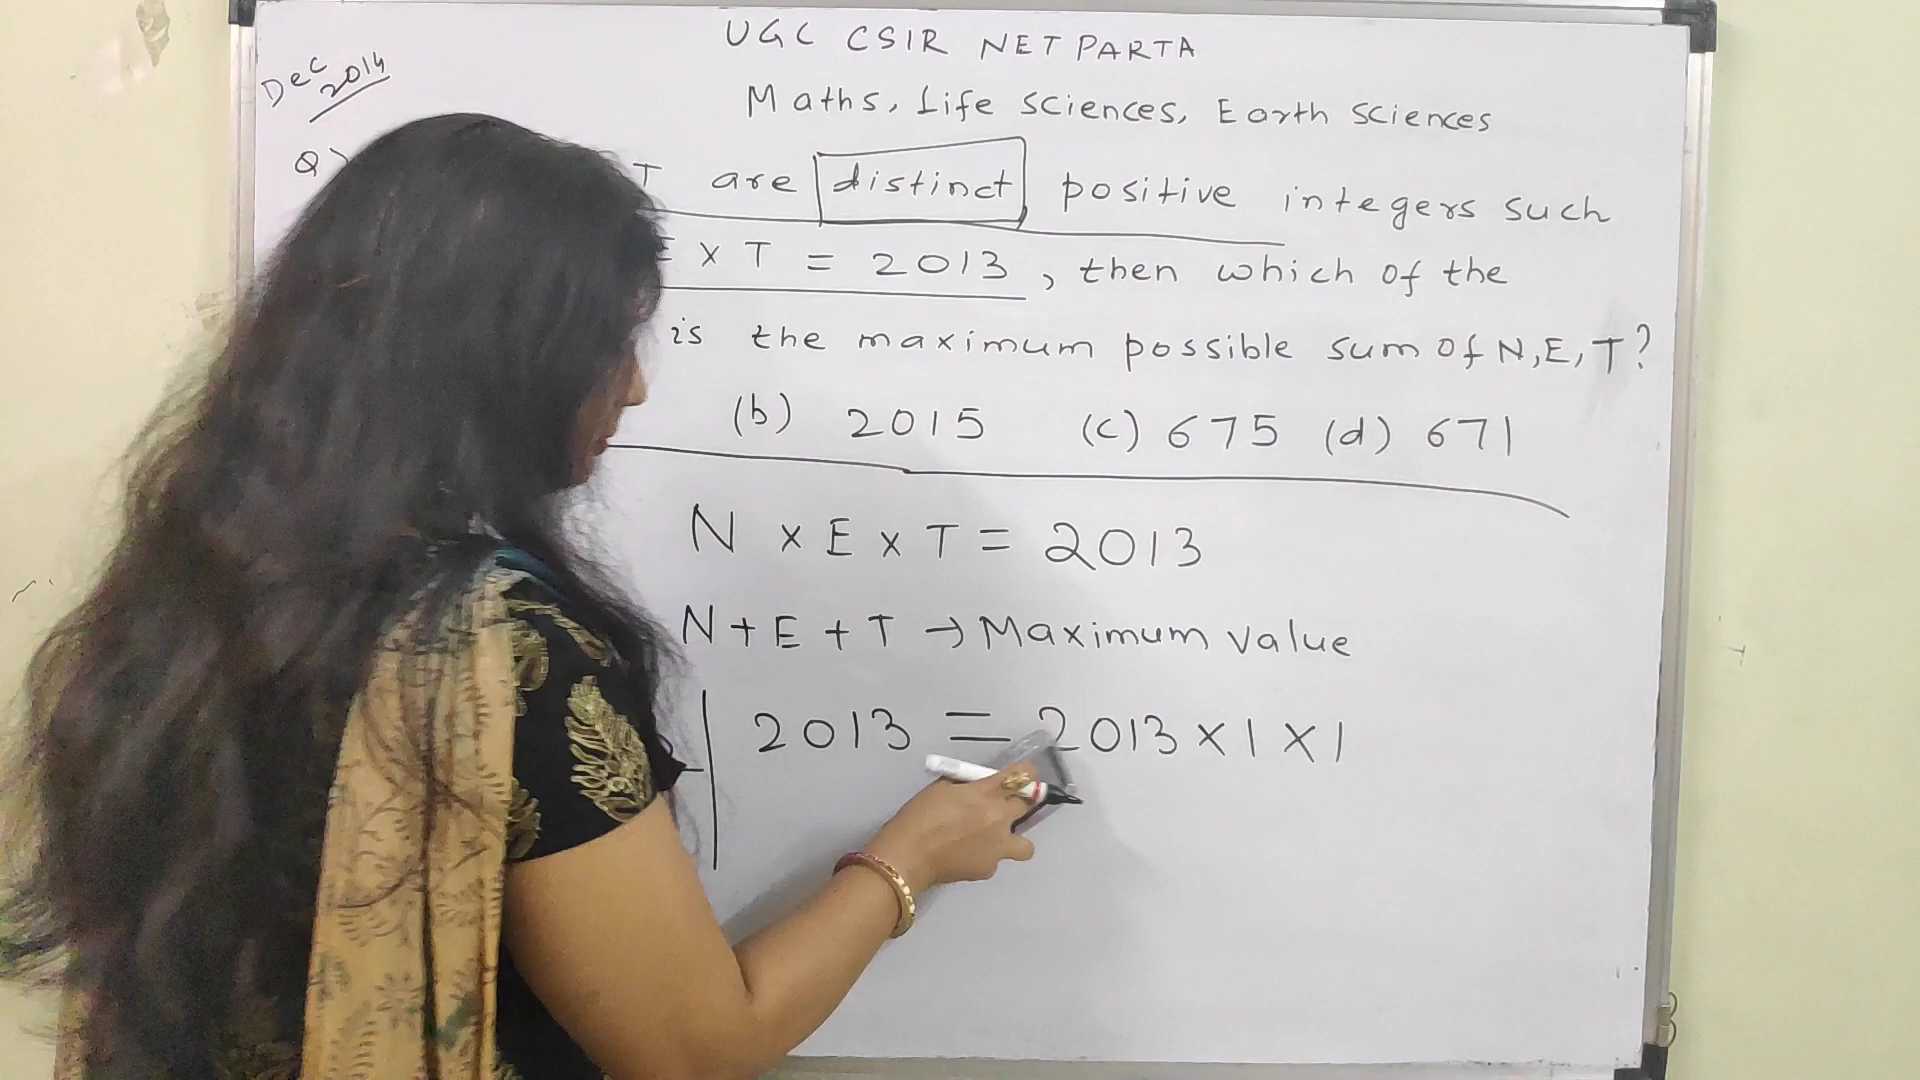 UGC CSIR NET PART A
Dec 2014
Maths, Life Sciences, Earth Sciences
Q> T are distinct positive integers such
E X T = 2013, then which of the
is the maximum possible sum of N,E,T?
(b) 2015 (c) 675 (d) 671
N × E × T = 2013
N + E + T → Maximum value
2013 = 2013 × 1 × 1